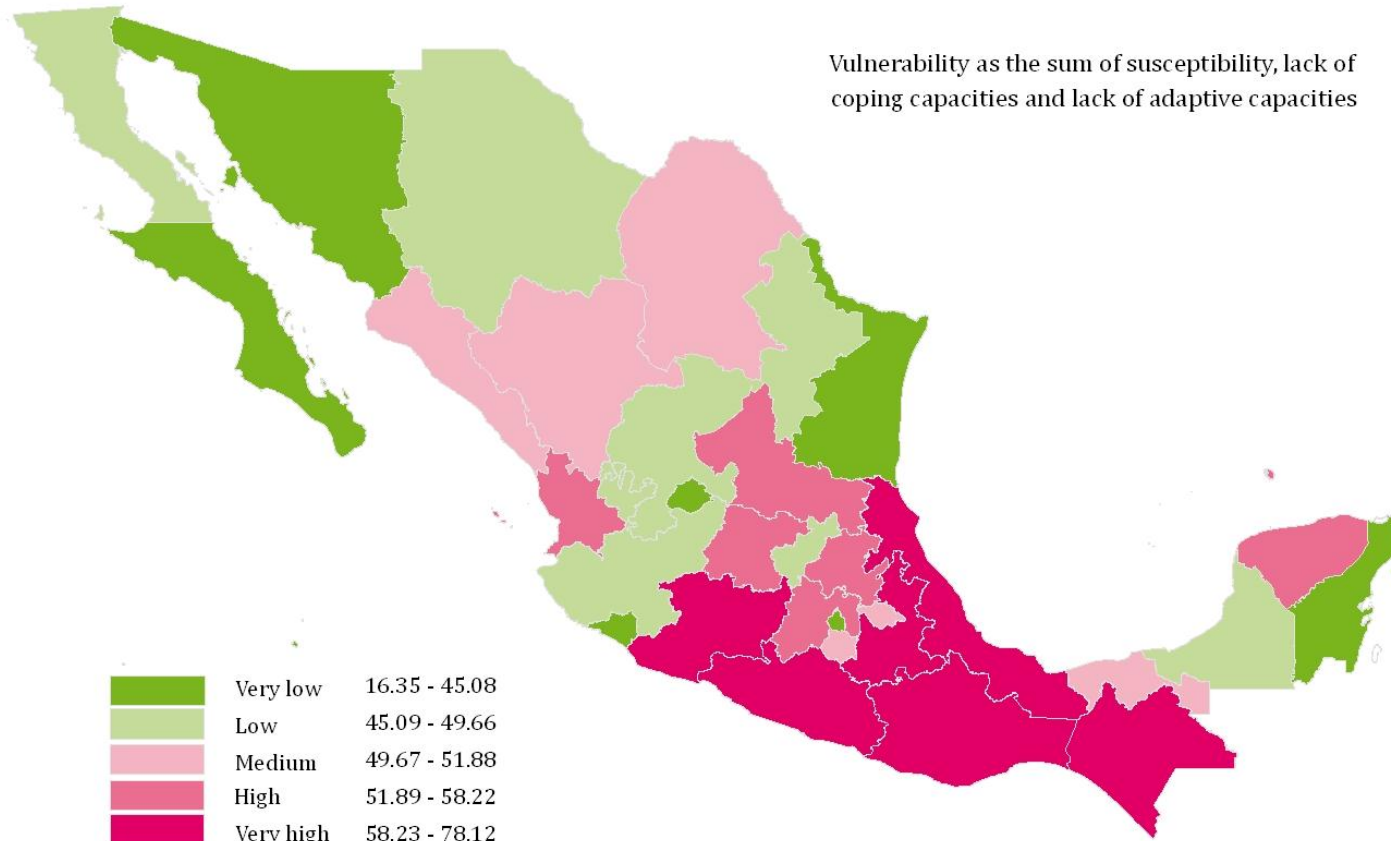 Vulnerability as the sum of susceptibility, lack of
coping capacities and lack of adaptive capacities
Very low 16.35 - 45.08
Low 45.09 - 49.66
Medium 49.67 - 51.88
High 51.89 - 58.22
Very high 58.23 - 78.12